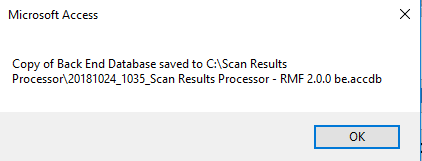 Microsoft Access
Copy of Back End Database saved to C:\Scan Results
Processor\20181024_1035_Scan Results Processor - RMF 2.0.0 be.accdb
OK